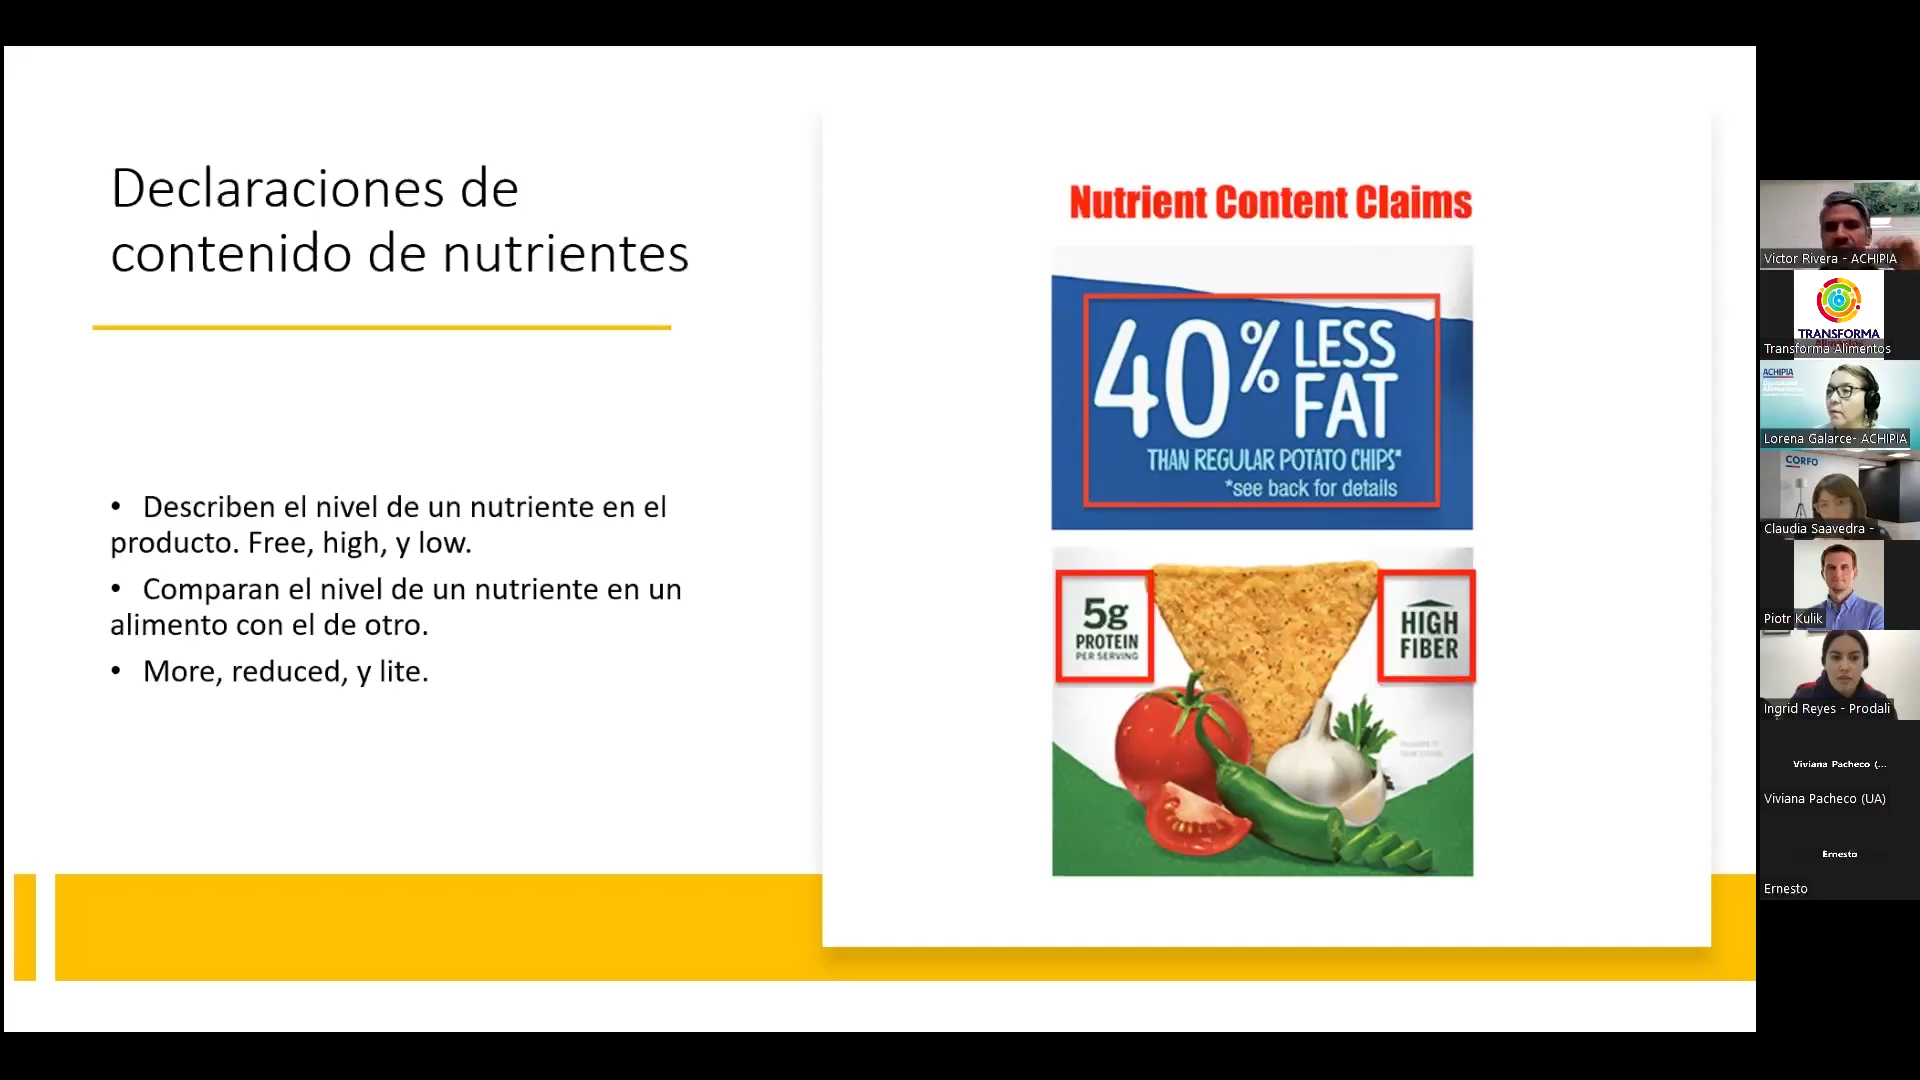 Declaraciones de
contenido de nutrientes
• Describen el nivel de un nutriente en el
producto. Free, high, y low.
• Comparan el nivel de un nutriente en un
alimento con el de otro.
• More, reduced, y lite.
Nutrient Content Claims
40% LESS
FAT
THAN REGULAR POTATO CHIPS*
*see back for details
5g
PROTEIN
PER SERVING
HIGH
FIBER
Victor Rivera - ACHIPIA
TRANSFORMA
Transforma Alimentos
ACHIPIA
Lorena Galarce- ACHIPIA
CORFO
Claudia Saavedra -
Piotr Kulik
Ingrid Reyes - Prodali
Viviana Pacheco (...
Viviana Pacheco (UA)
Ernesto
Ernesto